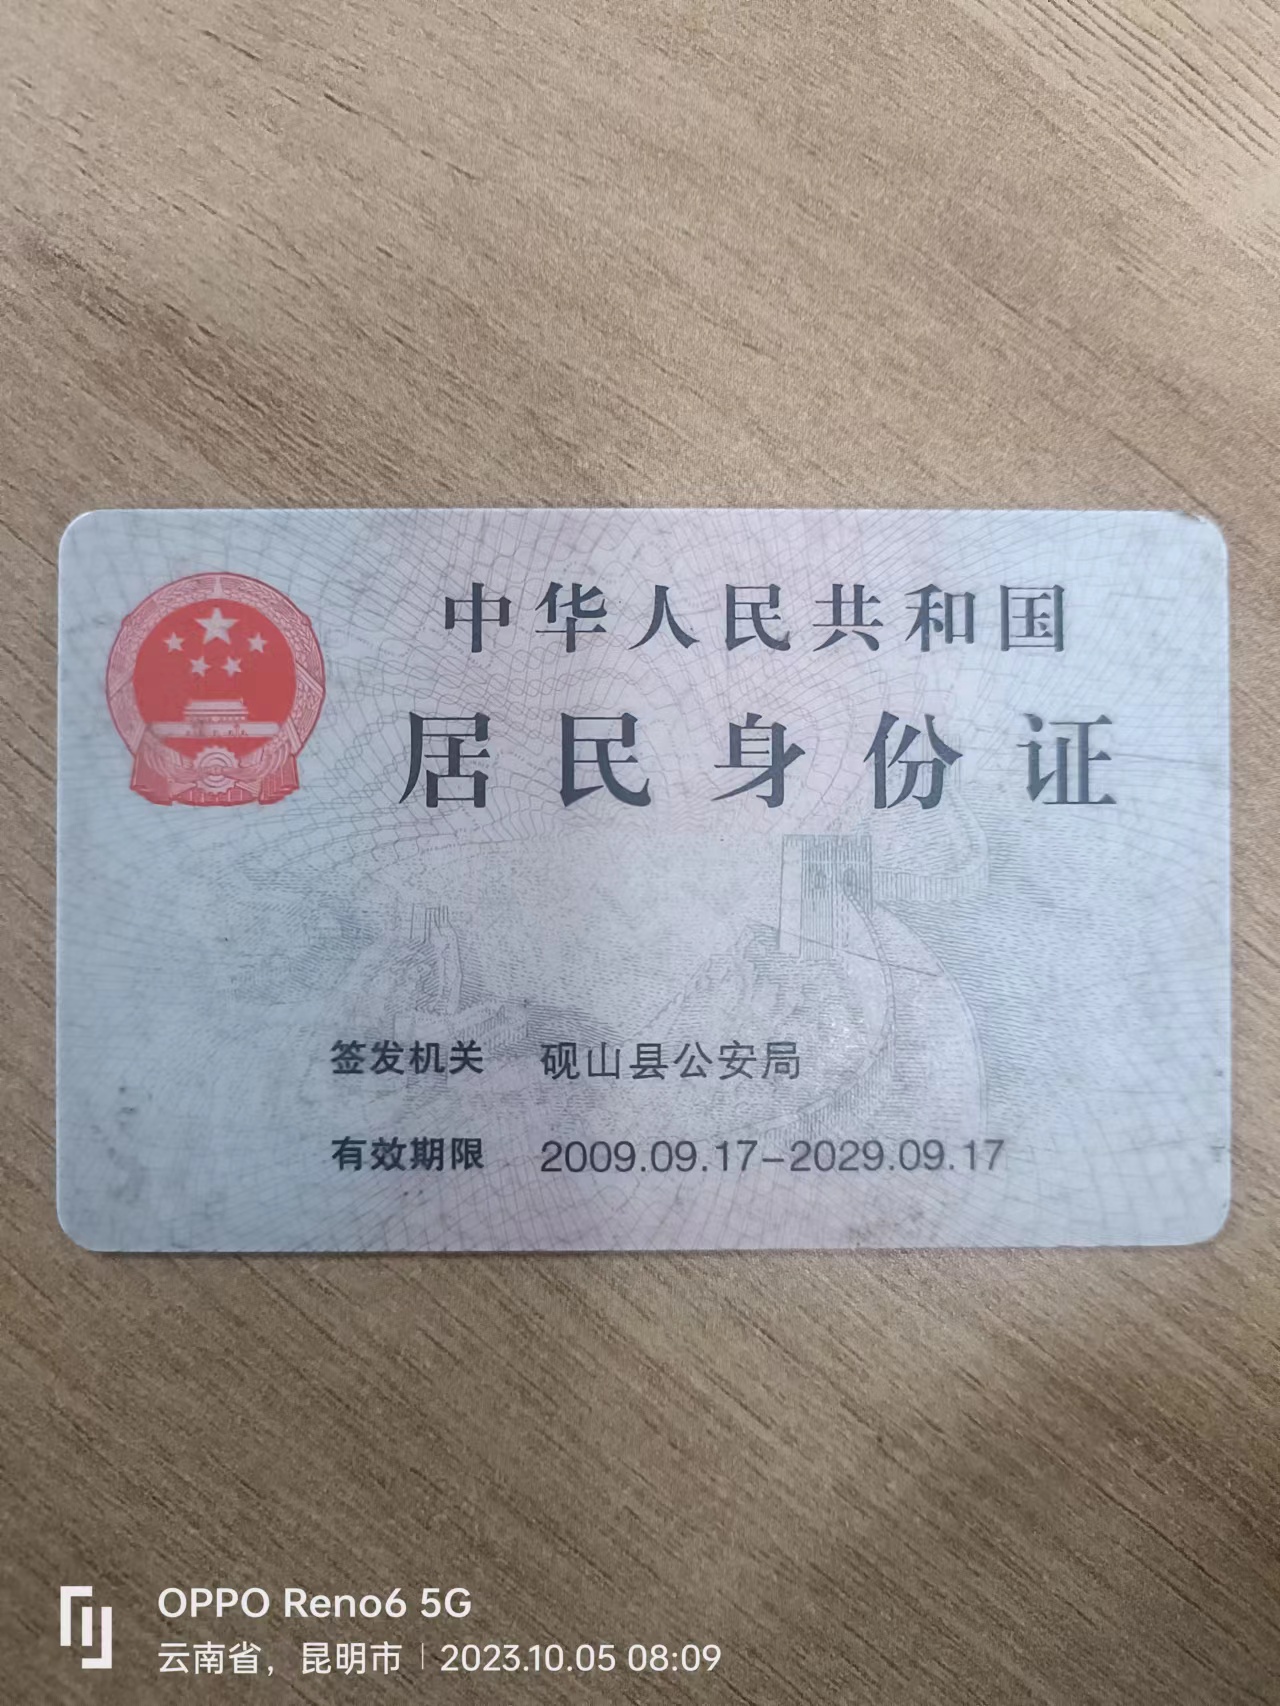 中华人民共和国
居民身份证
签发机关 砚山县公安局
有效期限 2009.09.17-2029.09.17
OPPO Reno6 5G
云南省，昆明市 | 2023.10.05 08:09